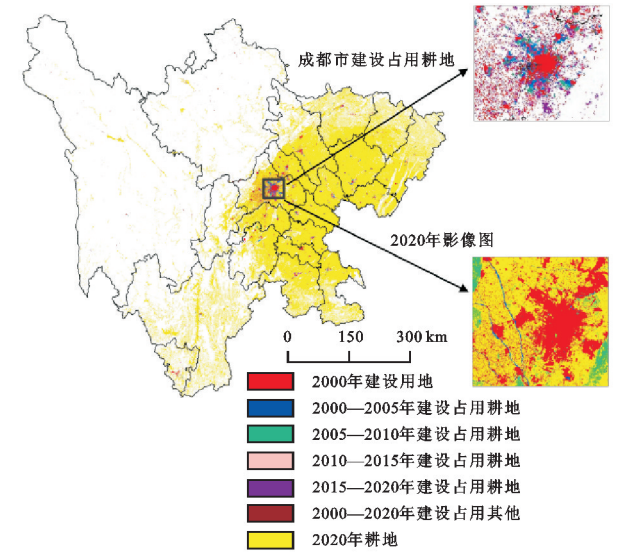 成都市建设占用耕地
2020年影像图
0 150 300 km
2000年建设用地
2000—2005年建设占用耕地
2005—2010年建设占用耕地
2010—2015年建设占用耕地
2015—2020年建设占用耕地
2000—2020年建设占用其他
2020年耕地